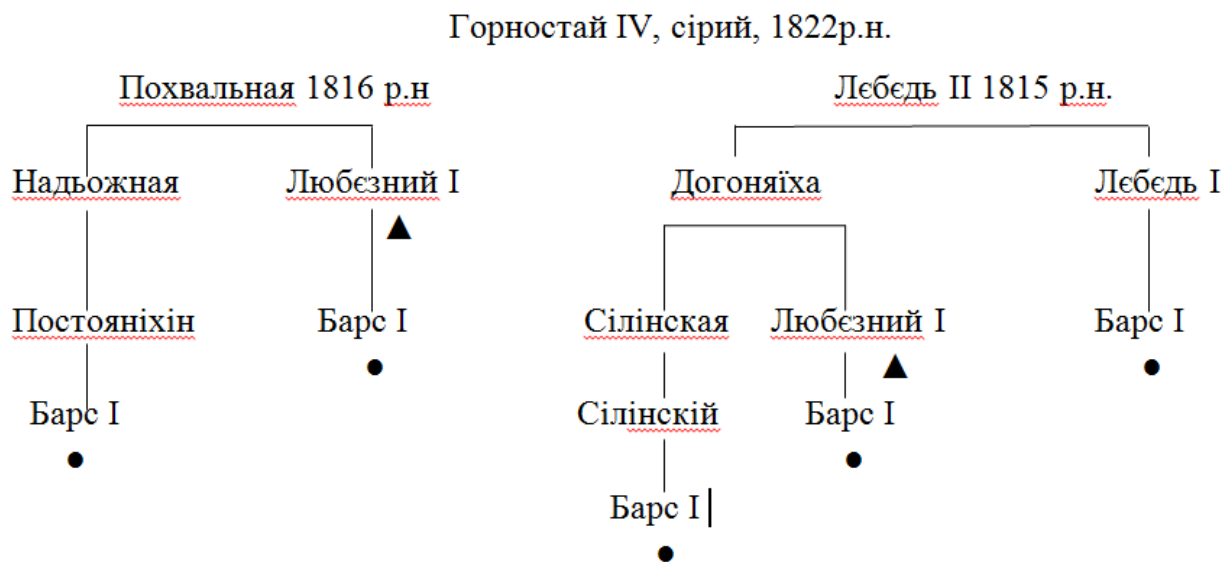 Горностай IV, сірий, 1822р.н.
Похвальная 1816 р.н
Лєбєдь II 1815 р.н.
Надьожная
Любєзний I
Догоняїха
Лєбєдь I
Постояніхін
Барс I
Сілінская
Любєзний I
Барс I
Барс I
Сілінскій
Барс I
Барс I